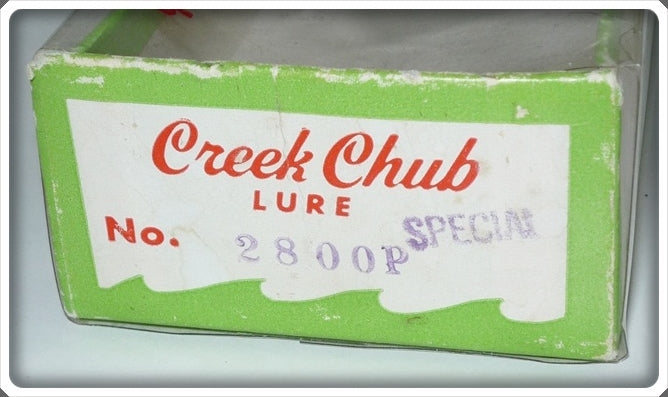 Creek Chub
LURE
No. 2800P SPECIAL